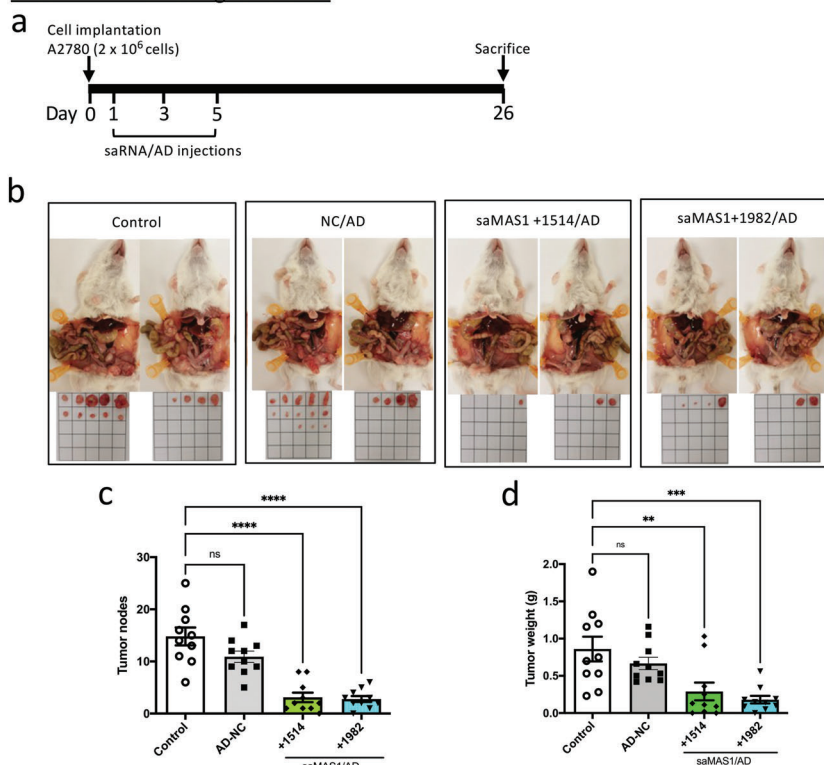 a
Cell implantation
A2780 (2 x 10⁶ cells)
Sacrifice
Day 0 1 3 5 26
saRNA/AD injections
b
Control NC/AD saMAS1 +1514/AD saMAS1+1982/AD
c
****
****
ns
30
20
10
0
Tumor nodes
Control AD-NC +1514 +1982
saMAS1/AD
d
***
**
ns
2.0
1.5
1.0
0.5
0.0
Tumor weight (g)
Control AD-NC +1514 +1982
saMAS1/AD